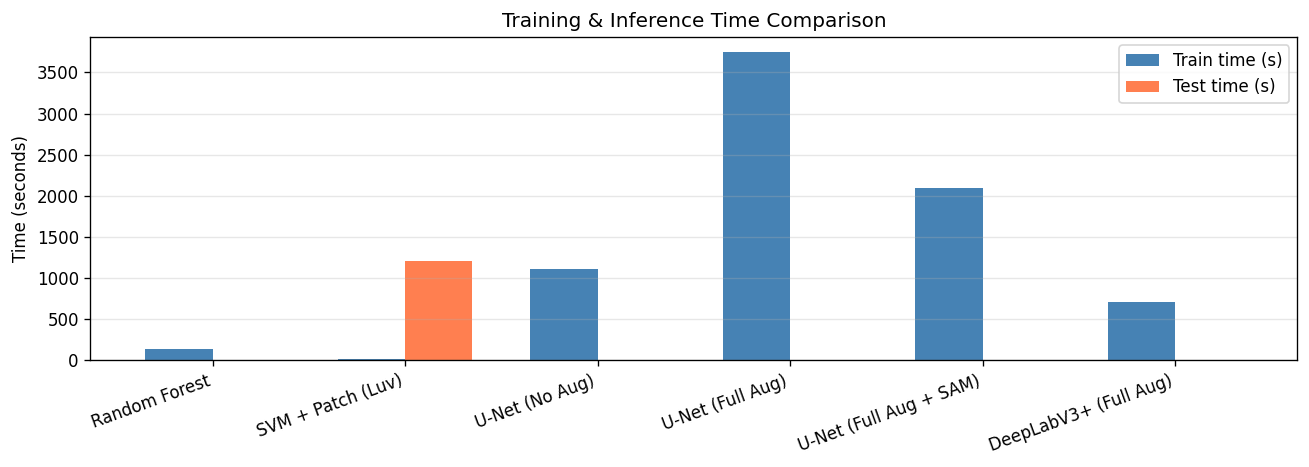 Training & Inference Time Comparison
Train time (s)
Test time (s)
Time (seconds)
3500
3000
2500
2000
1500
1000
500
0
Random Forest
SVM + Patch (Luv)
U-Net (No Aug)
U-Net (Full Aug)
U-Net (Full Aug + SAM)
DeepLabV3+ (Full Aug)